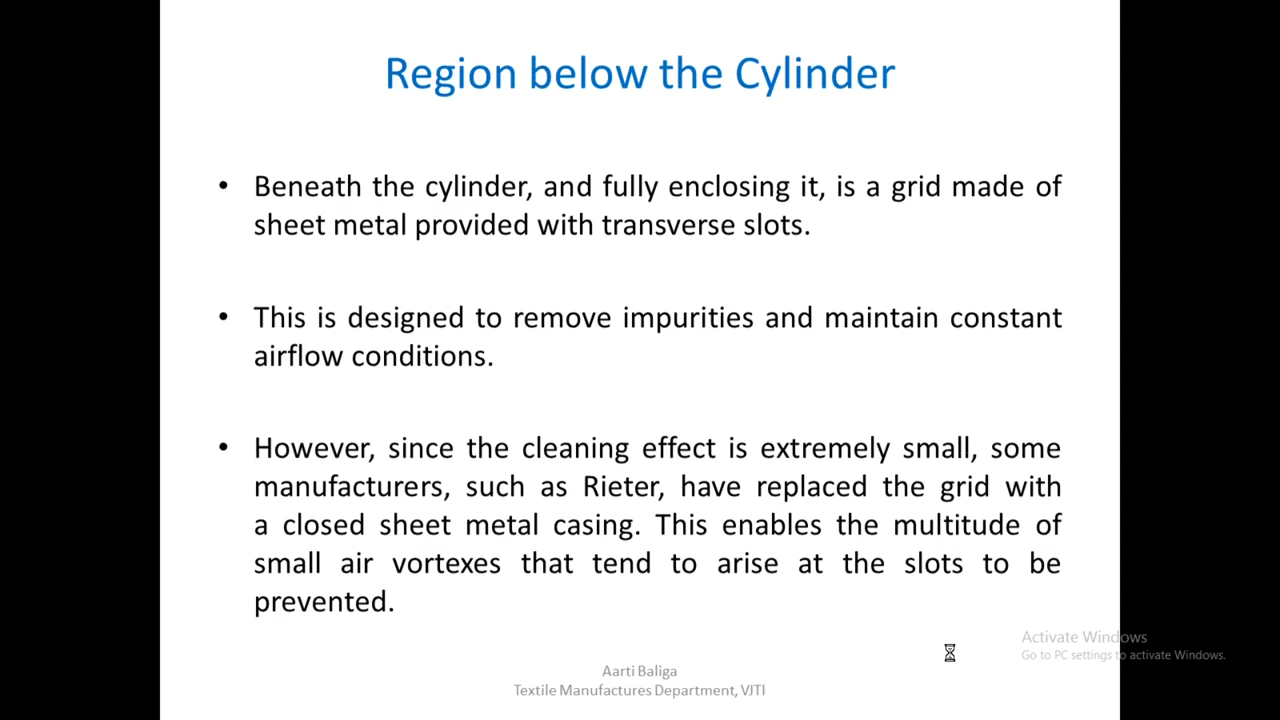 Region below the Cylinder
• Beneath the cylinder, and fully enclosing it, is a grid made of
sheet metal provided with transverse slots.
• This is designed to remove impurities and maintain constant
airflow conditions.
• However, since the cleaning effect is extremely small, some
manufacturers, such as Rieter, have replaced the grid with
a closed sheet metal casing. This enables the multitude of
small air vortexes that tend to arise at the slots to be
prevented.
Activate Windows
Go to PC settings to activate Windows.
Aarti Baliga
Textile Manufactures Department, VJTI